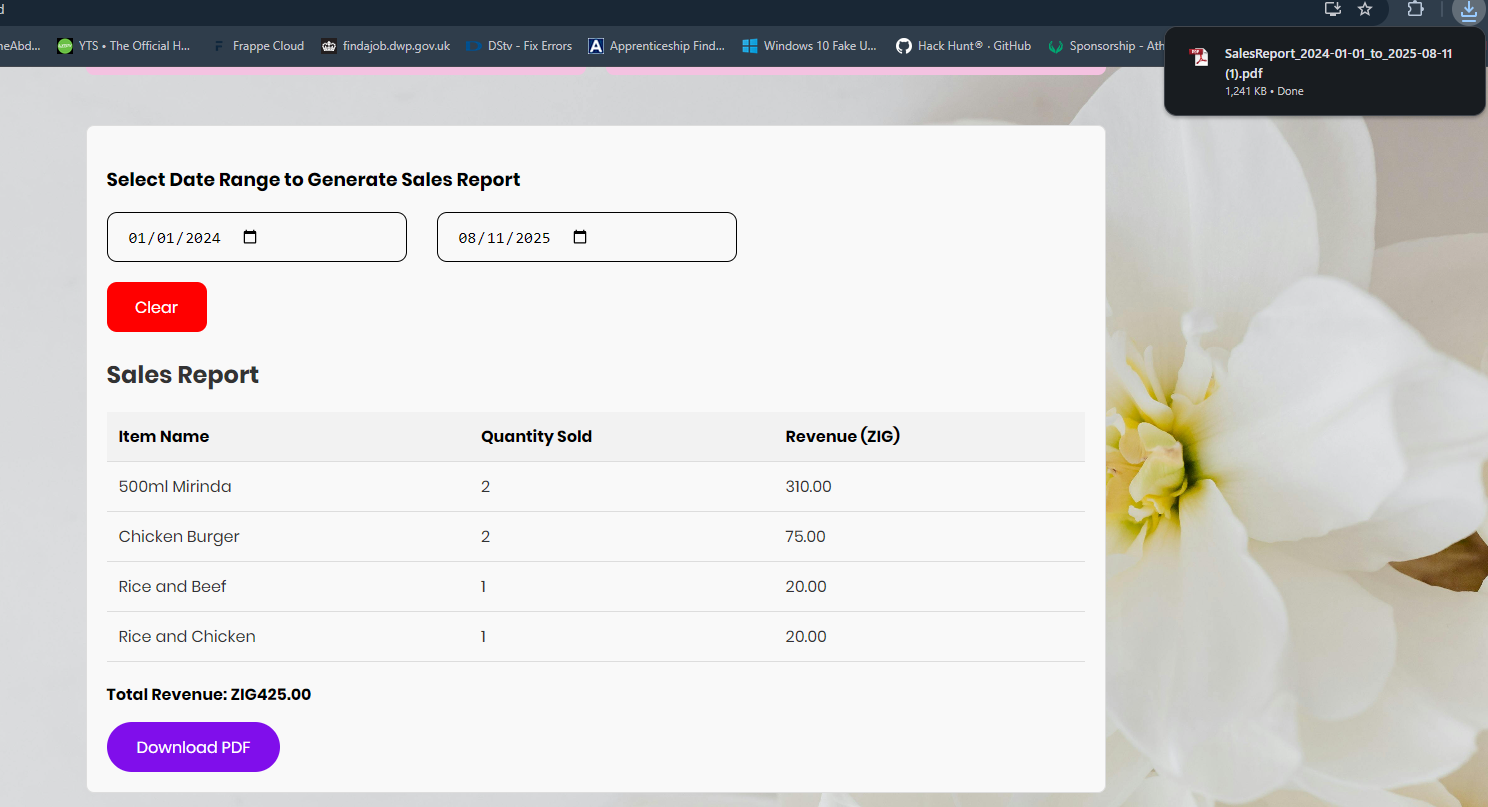 d
neAbd...
YTS • The Official H...
Frappe Cloud
findajob.dwp.gov.uk
DStv - Fix Errors
Apprenticeship Find...
Windows 10 Fake U...
Hack Hunt® · GitHub
Sponsorship - Ath
SalesReport_2024-01-01_to_2025-08-11
(1).pdf
1,241 KB • Done
Select Date Range to Generate Sales Report
01/01/2024
08/11/2025
Clear
Sales Report
Item Name Quantity Sold Revenue (ZIG)
500ml Mirinda 2 310.00
Chicken Burger 2 75.00
Rice and Beef 1 20.00
Rice and Chicken 1 20.00
Total Revenue: ZIG425.00
Download PDF